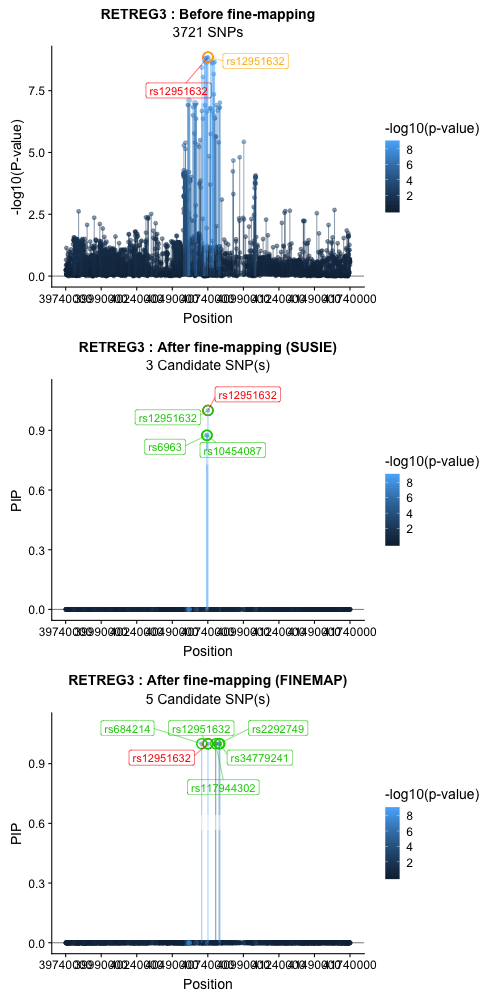 RETREG3 : Before fine-mapping
3721 SNPs
rs12951632
rs12951632
7.5
5.0
2.5
0.0
-log10(P-value)
Position
-log10(p-value)
8
6
4
2
RETREG3 : After fine-mapping (SUSIE)
3 Candidate SNP(s)
rs12951632
rs12951632
rs6963
rs10454087
0.9
0.6
0.3
0.0
PIP
Position
-log10(p-value)
8
6
4
2
RETREG3 : After fine-mapping (FINEMAP)
5 Candidate SNP(s)
rs684214
rs12951632
rs2292749
rs12951632
rs34779241
rs117944302
0.9
0.6
0.3
0.0
PIP
Position
-log10(p-value)
8
6
4
2